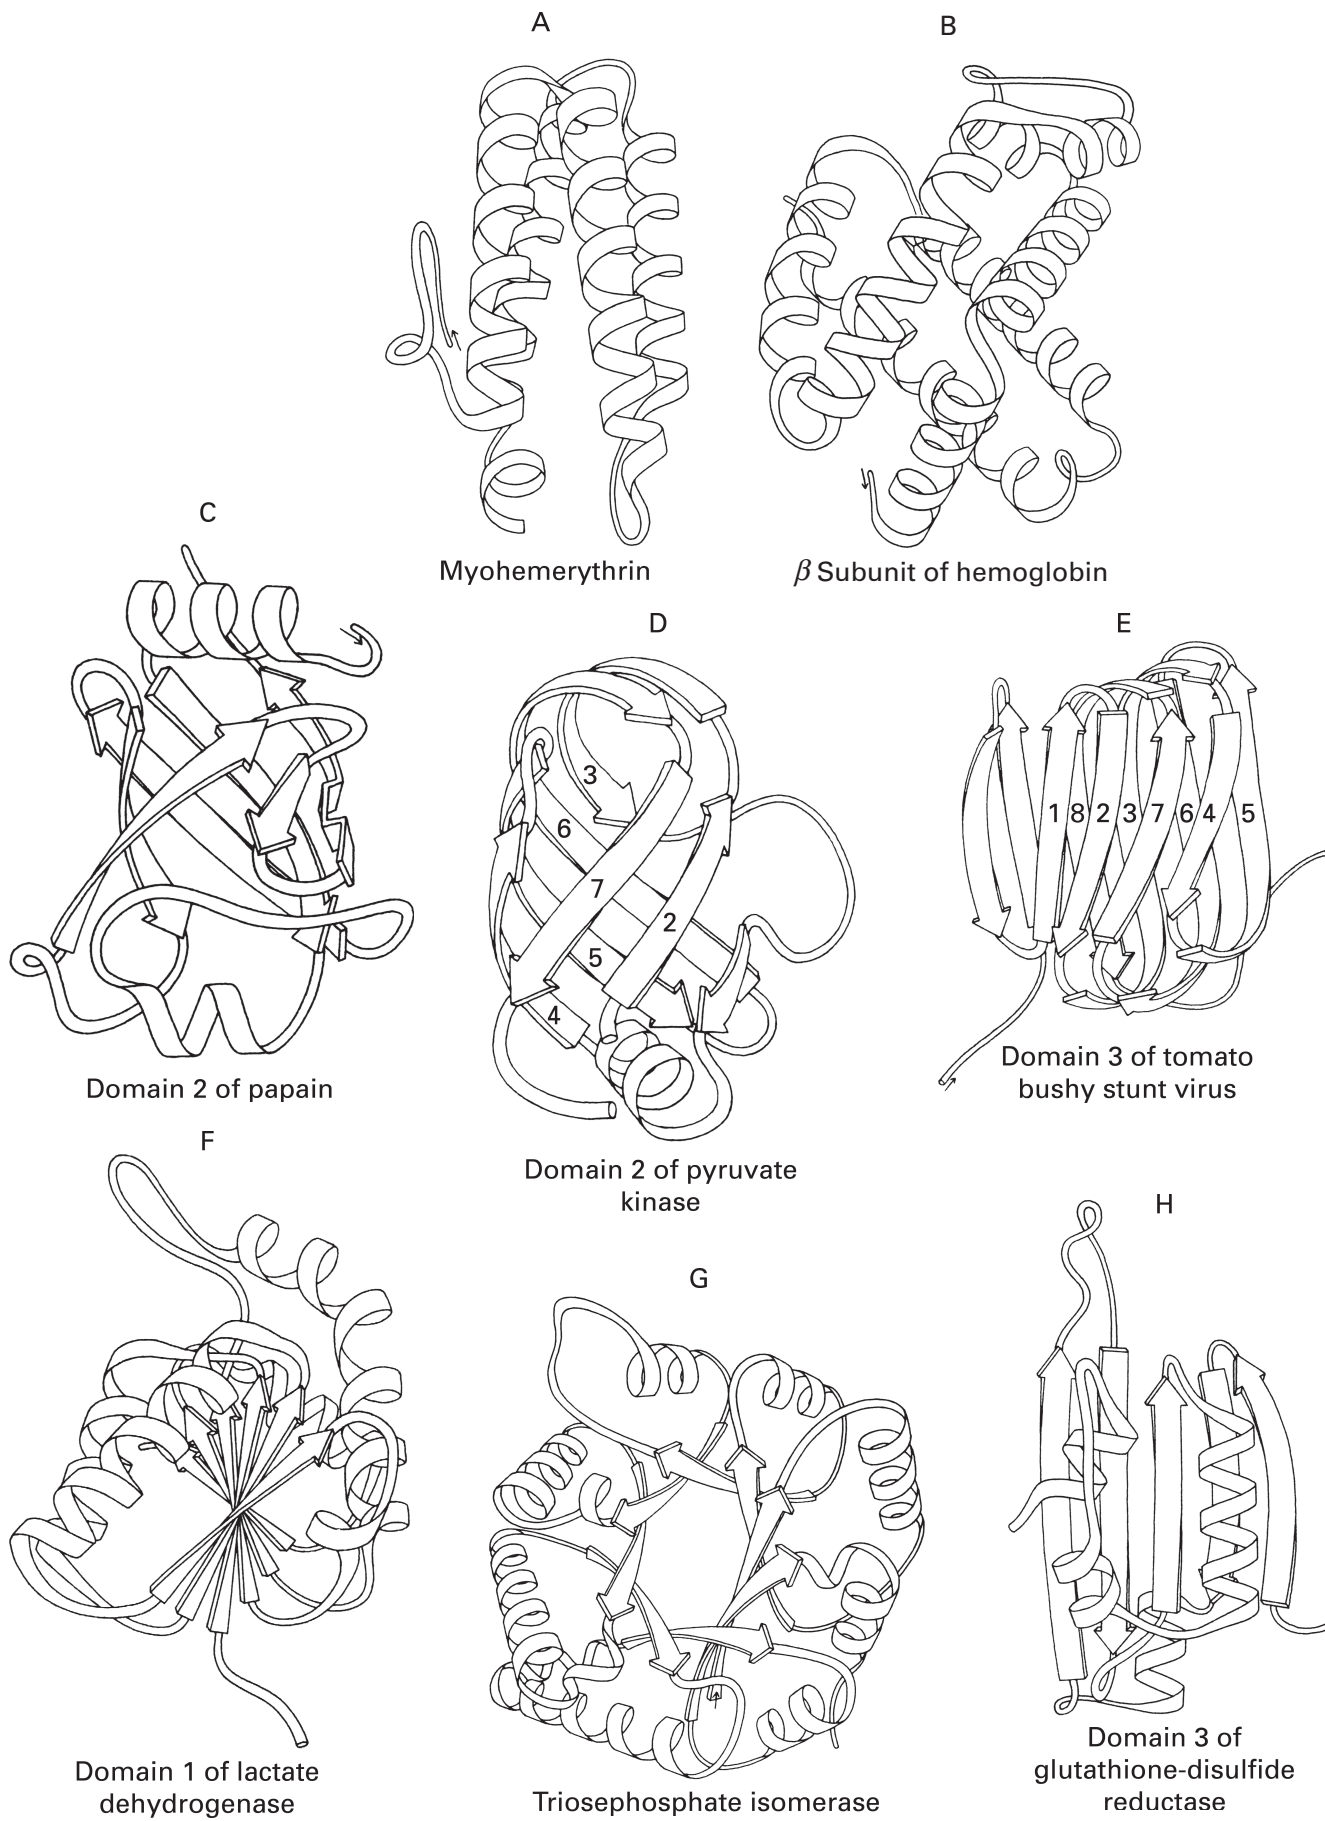 A
B
Myohemerythrin
β Subunit of hemoglobin
C
D
E
3
6
7
2
5
4
1 8 2 3 7 6 4 5
Domain 2 of papain
Domain 2 of pyruvate
kinase
Domain 3 of tomato
bushy stunt virus
F
G
H
Domain 1 of lactate
dehydrogenase
Triosephosphate isomerase
Domain 3 of
glutathione-disulfide
reductase